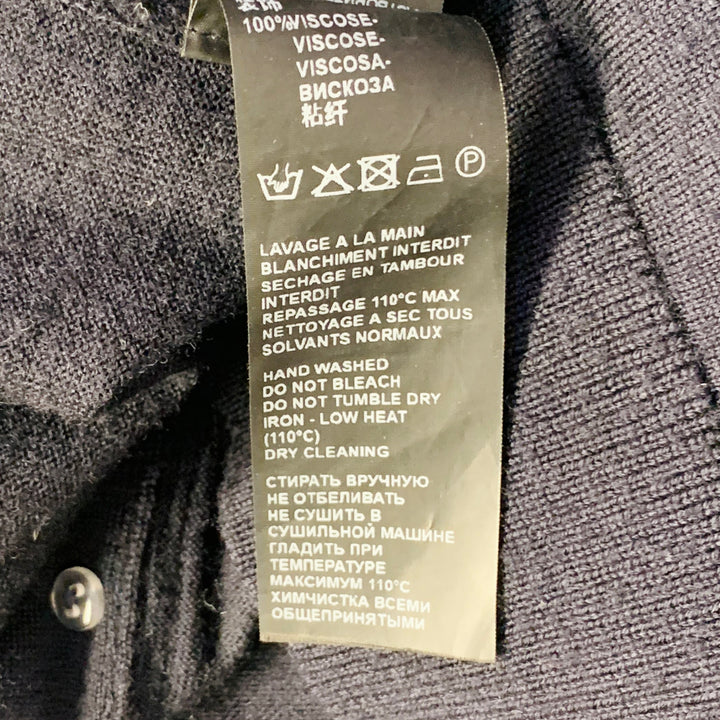 100%VISCOSE-
VISCOSE-
VISCOSA-
ВИСКОЗА
粘纤
P
LAVAGE A LA MAIN
BLANCHIMENT INTERDIT
SECHAGE EN TAMBOUR
INTERDIT
REPASSAGE 110°C MAX
NETTOYAGE A SEC TOUS
SOLVANTS NORMAUX
HAND WASHED
DO NOT BLEACH
DO NOT TUMBLE DRY
IRON - LOW HEAT
(110°C)
DRY CLEANING
СТИРАТЬ ВРУЧНУЮ
НЕ ОТБЕЛИВАТЬ
НЕ СУШИТЬ В
СУШИЛЬНОЙ МАШИНЕ
ГЛАДИТЬ ПРИ
ТЕМПЕРАТУРЕ
МАКСИМУМ 110°C
ХИМЧИСТКА ВСЕМИ
ОБЩЕПРИНЯТЫМИ